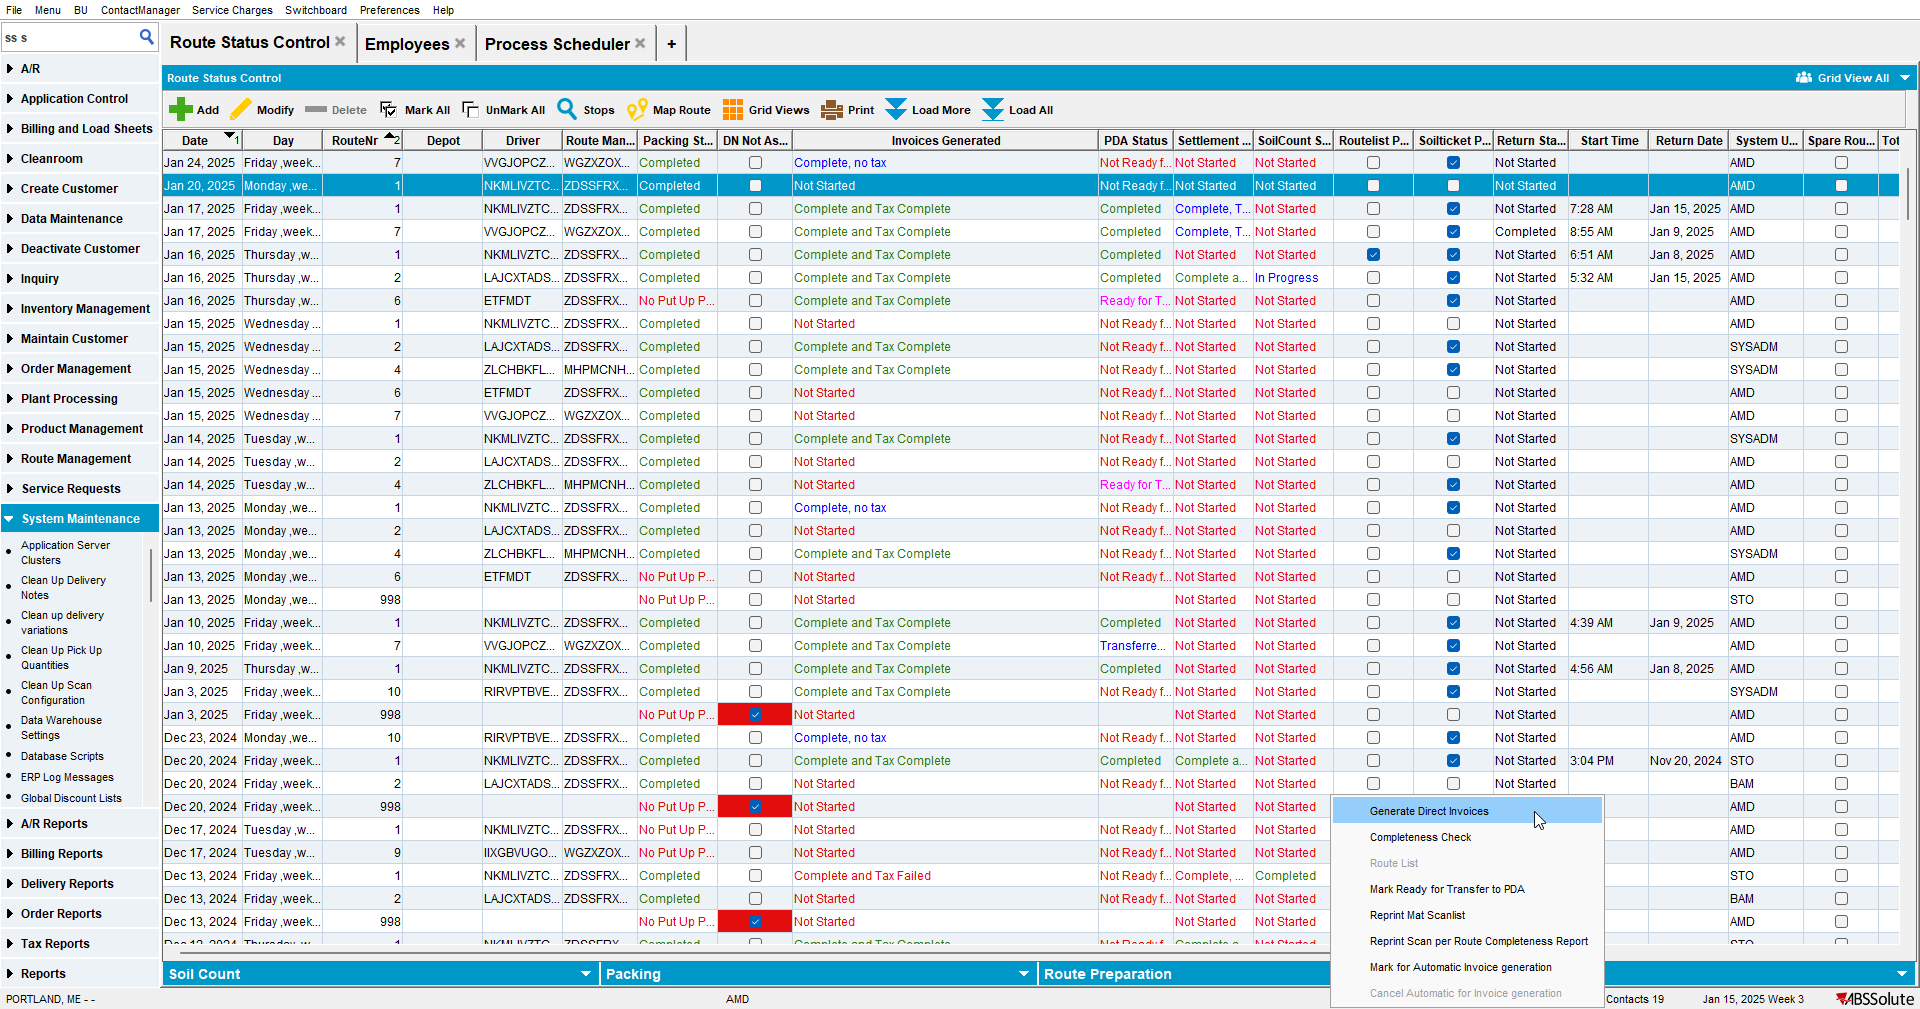 File Menu BU ContactManager Service Charges Switchboard Preferences Help
ss s
Route Status Control Employees Process Scheduler +
Route Status Control Grid View All
Add Modify Delete Mark All UnMark All Stops Map Route Grid Views Print Load More Load All
A/R
Application Control
Billing and Load Sheets
Cleanroom
Create Customer
Data Maintenance
Deactivate Customer
Inquiry
Inventory Management
Maintain Customer
Order Management
Plant Processing
Product Management
Route Management
Service Requests
System Maintenance
Application Server
Clusters
Clean Up Delivery
Notes
Clean up delivery
variations
Clean Up Pick Up
Quantities
Clean Up Scan
Configuration
Data Warehouse
Settings
Database Scripts
ERP Log Messages
Global Discount Lists
A/R Reports
Billing Reports
Delivery Reports
Order Reports
Tax Reports
Reports
Date 1 Day RouteNr 2 Depot Driver Route Man... Packing St... DN Not As... Invoices Generated PDA Status Settlement ... SoilCount S... Routelist P... Soilticket P... Return Sta... Start Time Return Date System U... Spare Rou... Tot
Jan 24, 2025 Friday ,week... 7 VVGJOPCZ... WGZXZOX... Completed Complete, no tax Not Ready f... Not Started Not Started Not Started AMD
Jan 20, 2025 Monday ,we... 1 NKMLIVZTC... ZDSSFRX... Completed Not Started Not Ready f... Not Started Not Started Not Started AMD
Jan 17, 2025 Friday ,week... 1 NKMLIVZTC... ZDSSFRX... Completed Complete and Tax Complete Completed Complete, T... Not Started Not Started 7:28 AM Jan 15, 2025 AMD
Jan 17, 2025 Friday ,week... 7 VVGJOPCZ... WGZXZOX... Completed Complete and Tax Complete Completed Complete, T... Not Started Completed 8:55 AM Jan 9, 2025 AMD
Jan 16, 2025 Thursday ,w... 1 NKMLIVZTC... ZDSSFRX... Completed Complete and Tax Complete Completed Not Started Not Started Not Started 6:51 AM Jan 8, 2025 AMD
Jan 16, 2025 Thursday ,w... 2 LAJCXTADS... ZDSSFRX... Completed Complete and Tax Complete Completed Complete a... In Progress Not Started 5:32 AM Jan 15, 2025 AMD
Jan 16, 2025 Thursday ,w... 6 ETFMDT ZDSSFRX... No Put Up P... Complete and Tax Complete Ready for T... Not Started Not Started Not Started AMD
Jan 15, 2025 Wednesday ... 1 NKMLIVZTC... ZDSSFRX... Completed Not Started Not Ready f... Not Started Not Started Not Started AMD
Jan 15, 2025 Wednesday ... 2 LAJCXTADS... ZDSSFRX... Completed Complete and Tax Complete Not Ready f... Not Started Not Started Not Started SYSADM
Jan 15, 2025 Wednesday ... 4 ZLCHBKFL... MHPMCNH... Completed Complete and Tax Complete Not Ready f... Not Started Not Started Not Started SYSADM
Jan 15, 2025 Wednesday ... 6 ETFMDT ZDSSFRX... Completed Not Started Not Ready f... Not Started Not Started Not Started AMD
Jan 15, 2025 Wednesday ... 7 VVGJOPCZ... WGZXZOX... Completed Not Started Not Ready f... Not Started Not Started Not Started AMD
Jan 14, 2025 Tuesday ,w... 1 NKMLIVZTC... ZDSSFRX... Completed Complete and Tax Complete Not Ready f... Not Started Not Started Not Started SYSADM
Jan 14, 2025 Tuesday ,w... 2 LAJCXTADS... ZDSSFRX... Completed Not Started Not Ready f... Not Started Not Started Not Started AMD
Jan 14, 2025 Tuesday ,w... 4 ZLCHBKFL... MHPMCNH... Completed Not Started Ready for T... Not Started Not Started Not Started AMD
Jan 13, 2025 Monday ,we... 1 NKMLIVZTC... ZDSSFRX... Completed Complete, no tax Not Ready f... Not Started Not Started Not Started AMD
Jan 13, 2025 Monday ,we... 2 LAJCXTADS... ZDSSFRX... Completed Not Started Not Ready f... Not Started Not Started Not Started AMD
Jan 13, 2025 Monday ,we... 4 ZLCHBKFL... MHPMCNH... Completed Complete and Tax Complete Not Ready f... Not Started Not Started Not Started SYSADM
Jan 13, 2025 Monday ,we... 6 ETFMDT ZDSSFRX... No Put Up P... Not Started Not Ready f... Not Started Not Started Not Started AMD
Jan 13, 2025 Monday ,we... 998 No Put Up P... Not Started Not Started Not Started Not Started STO
Jan 10, 2025 Friday ,week... 1 NKMLIVZTC... ZDSSFRX... Completed Complete and Tax Complete Completed Not Started Not Started Not Started 4:39 AM Jan 9, 2025 AMD
Jan 10, 2025 Friday ,week... 7 VVGJOPCZ... WGZXZOX... Completed Complete and Tax Complete Transferre... Not Started Not Started Not Started AMD
Jan 9, 2025 Thursday ,w... 1 NKMLIVZTC... ZDSSFRX... Completed Complete and Tax Complete Completed Not Started Not Started Not Started 4:56 AM Jan 8, 2025 AMD
Jan 3, 2025 Friday ,week... 10 RIRVPTBVE... ZDSSFRX... Completed Complete and Tax Complete Not Ready f... Not Started Not Started Not Started SYSADM
Jan 3, 2025 Friday ,week... 998 No Put Up P... Not Started Not Started Not Started Not Started AMD
Dec 23, 2024 Monday ,we... 10 RIRVPTBVE... ZDSSFRX... Completed Complete, no tax Not Ready f... Not Started Not Started Not Started AMD
Dec 20, 2024 Friday ,week... 1 NKMLIVZTC... ZDSSFRX... Completed Complete and Tax Complete Completed Complete a... Not Started Not Started 3:04 PM Nov 20, 2024 STO
Dec 20, 2024 Friday ,week... 2 LAJCXTADS... ZDSSFRX... Completed Not Started Not Ready f... Not Started Not Started Not Started BAM
Dec 20, 2024 Friday ,week... 998 No Put Up P... Not Started Not Started Not Started AMD
Dec 17, 2024 Tuesday ,w... 1 NKMLIVZTC... ZDSSFRX... No Put Up P... Not Started Not Ready f... Not Started Not Started AMD
Dec 17, 2024 Tuesday ,w... 9 IIXGBVUGO... WGZXZOX... No Put Up P... Not Started Not Ready f... Not Started Not Started AMD
Dec 13, 2024 Friday ,week... 1 NKMLIVZTC... ZDSSFRX... Completed Complete and Tax Failed Not Ready f... Complete, ... Completed STO
Dec 13, 2024 Friday ,week... 2 LAJCXTADS... ZDSSFRX... Completed Not Started Not Ready f... Not Started Not Started BAM
Dec 13, 2024 Friday ,week... 998 No Put Up P... Not Started Not Started Not Started AMD
Generate Direct Invoices
Completeness Check
Route List
Mark Ready for Transfer to PDA
Reprint Mat Scanlist
Reprint Scan per Route Completeness Report
Mark for Automatic Invoice generation
Cancel Automatic for Invoice generation
Soil Count Packing Route Preparation
PORTLAND, ME - - AMD Contacts 19 Jan 15, 2025 Week 3 ABSSolute